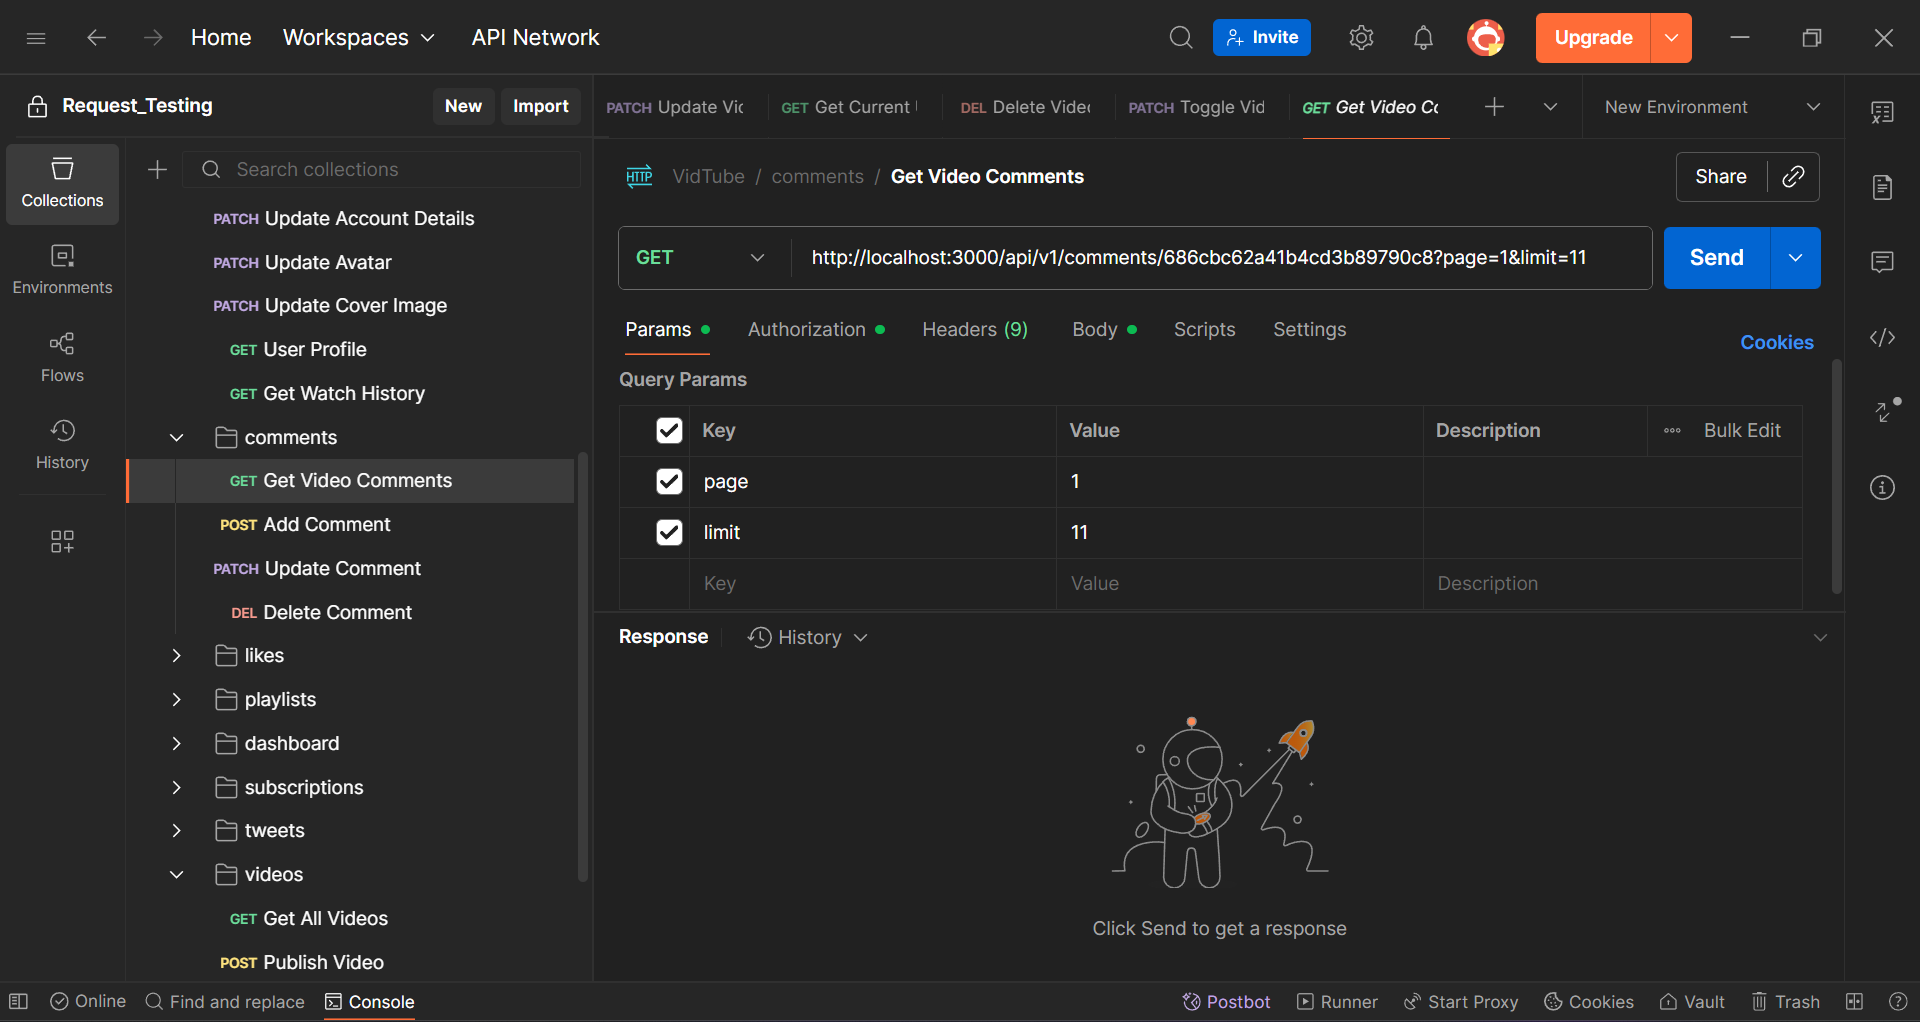 Home Workspaces API Network Invite Upgrade
Request_Testing New Import
PATCH Update Vic GET Get Current DEL Delete Videc PATCH Toggle Vid GET Get Video Co New Environment
Collections
Environments
Flows
History
Search collections
PATCH Update Account Details
PATCH Update Avatar
PATCH Update Cover Image
GET User Profile
GET Get Watch History
comments
GET Get Video Comments
POST Add Comment
PATCH Update Comment
DEL Delete Comment
likes
playlists
dashboard
subscriptions
tweets
videos
GET Get All Videos
POST Publish Video
HTTP VidTube / comments / Get Video Comments Share
GET http://localhost:3000/api/v1/comments/686cbc62a41b4cd3b89790c8?page=1&limit=11 Send
Params Authorization Headers (9) Body Scripts Settings Cookies
Query Params
Key Value Description Bulk Edit
page 1
limit 11
Key Value Description
Response History
Click Send to get a response
Online Find and replace Console Postbot Runner Start Proxy Cookies Vault Trash